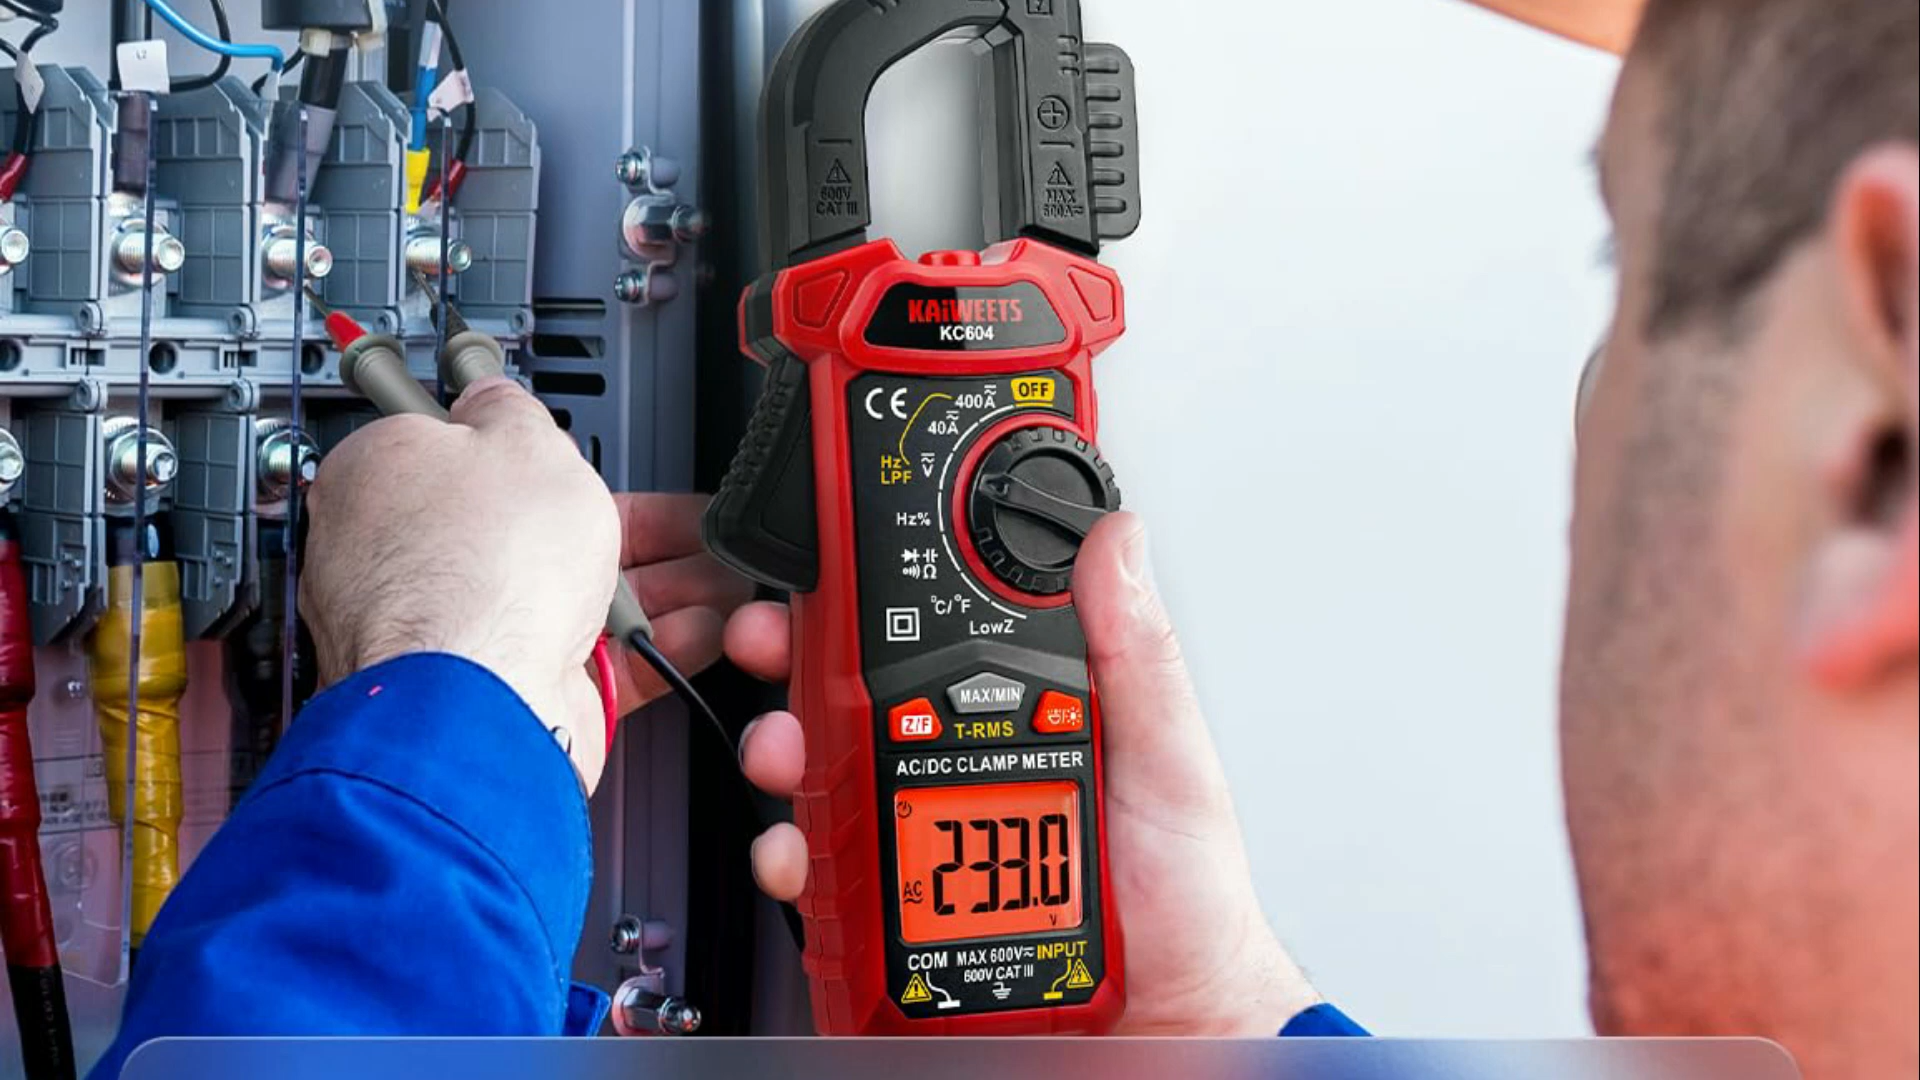 L2
600V
CAT III
MAX
600A
KAiWEETS
KC604
CE
OFF
400A
40A
Hz
LPF
V
Hz%
Ω
°C/°F
LowZ
MAX/MIN
Z/F
T-RMS
AC/DC CLAMP METER
AC
233.0
V
COM MAX 600V INPUT
600V CAT III